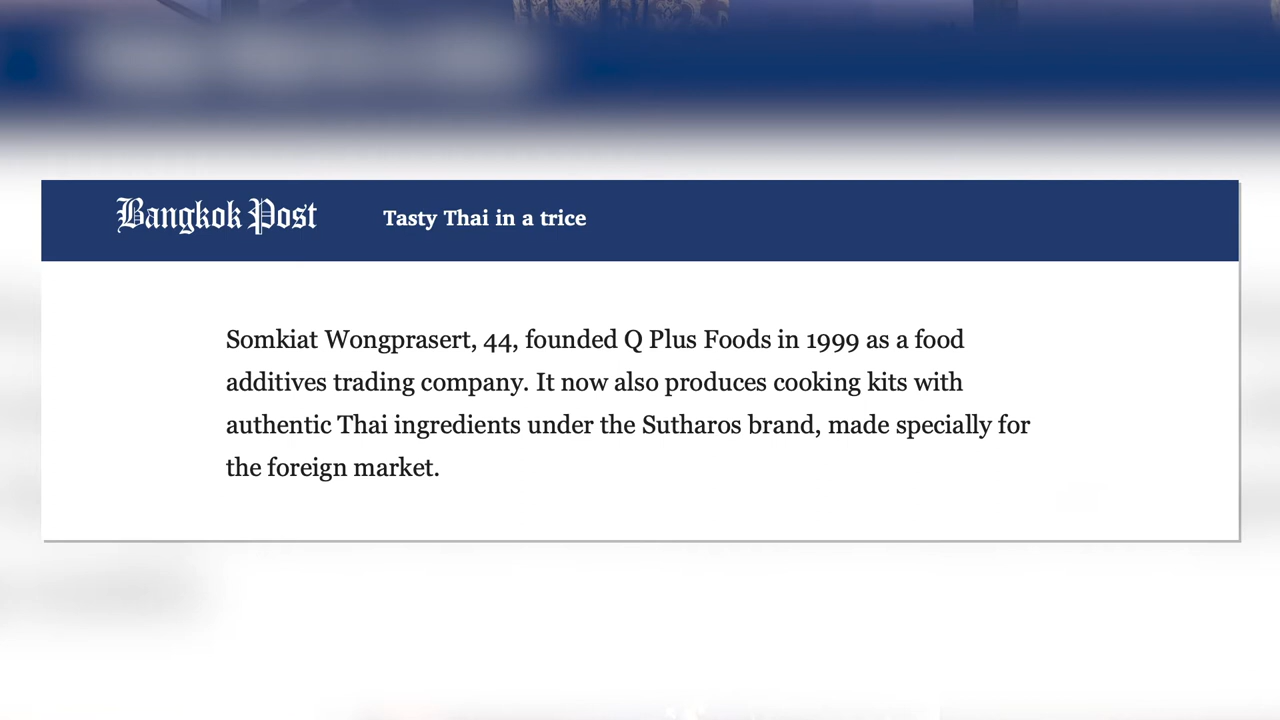 Bangkok Post
Tasty Thai in a trice
Somkiat Wongprasert, 44, founded Q Plus Foods in 1999 as a food
additives trading company. It now also produces cooking kits with
authentic Thai ingredients under the Sutharos brand, made specially for
the foreign market.